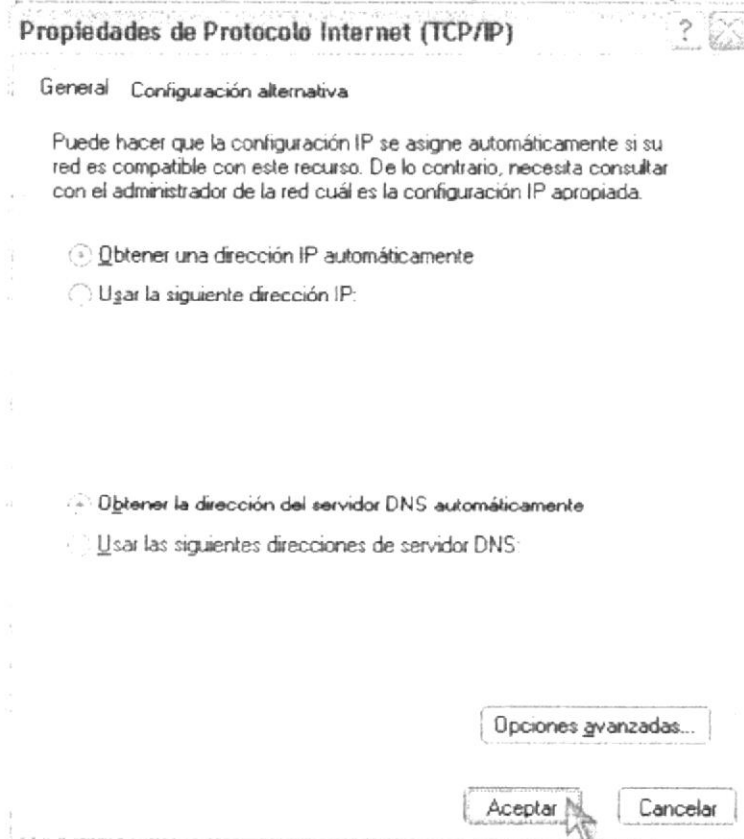 Propiedades de Protocolo Internet (TCP/IP)
?
General Configuración alternativa
Puede hacer que la configuración IP se asigne automáticamente si su
red es compatible con este recurso. De lo contrario, necesita consultar
con el administrador de la red cuál es la configuración IP apropiada.
Obtener una dirección IP automáticamente
Usar la siguiente dirección IP:
Obtener la dirección del servidor DNS automáticamente
Usar las siguientes direcciones de servidor DNS:
Opciones avanzadas...
Aceptar Cancelar